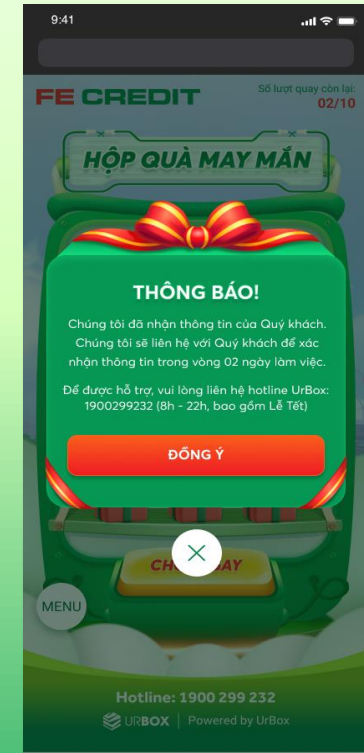 9:41
FE CREDIT
Số lượt quay còn lại:
02/10
HỘP QUÀ MAY MẮN
THÔNG BÁO!
Chúng tôi đã nhận thông tin của Quý khách.
Chúng tôi sẽ liên hệ với Quý khách để xác
nhận thông tin trong vòng 02 ngày làm việc.
Để được hỗ trợ, vui lòng liên hệ hotline UrBox:
1900299232 (8h - 22h, bao gồm Lễ Tết)
ĐỒNG Ý
MENU
Hotline: 1900 299 232
URBOX | Powered by UrBox